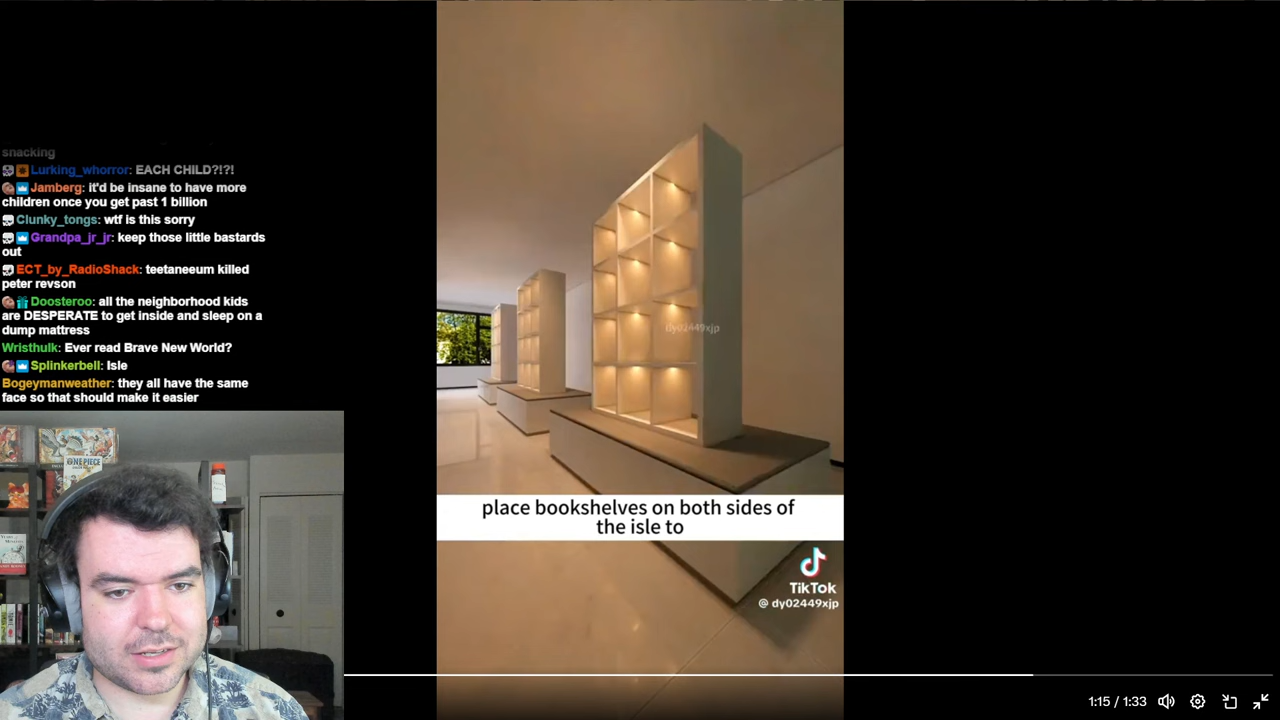 snacking
Lurking_whorror: EACH CHILD?!?!
Jamberg: it'd be insane to have more
children once you get past 1 billion
Clunky_tongs: wtf is this sorry
Grandpa_jr_jr: keep those little bastards
out
ECT_by_RadioShack: teetaneeum killed
peter revson
Doosteroo: all the neighborhood kids
are DESPERATE to get inside and sleep on a
dump mattress
Wristhulk: Ever read Brave New World?
Splinkerbell: Isle
Bogeymanweather: they all have the same
face so that should make it easier
ONE PIECE
dy02449xjp
place bookshelves on both sides of
the isle to
TikTok
@ dy02449xjp
1:15 / 1:33